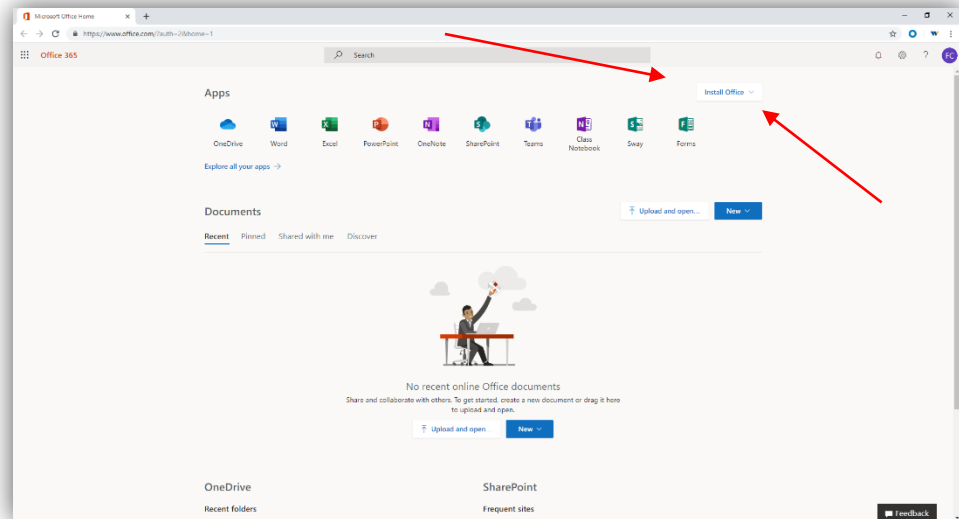 Microsoft Office Home
https://www.office.com/?auth=2&home=1
Office 365
Search
FC
Apps
Install Office
OneDrive
Word
Excel
PowerPoint
OneNote
SharePoint
Teams
Class Notebook
Sway
Forms
Explore all your apps →
Documents
Upload and open...
New
Recent Pinned Shared with me Discover
No recent online Office documents
Share and collaborate with others. To get started, create a new document or drag it here
to upload and open.
Upload and open...
New
OneDrive
SharePoint
Recent folders
Frequent sites
Feedback